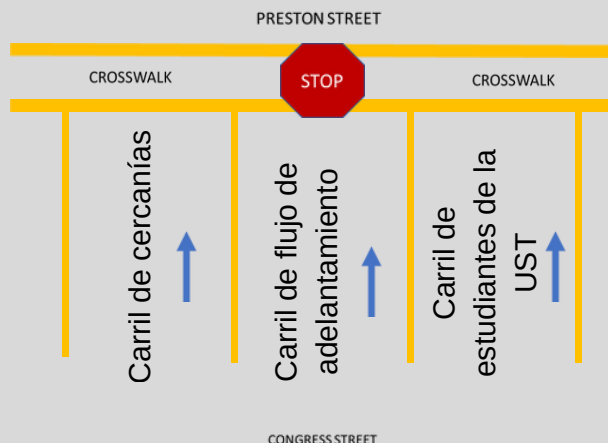 PRESTON STREET
CROSSWALK
STOP
CROSSWALK
Carril de cercanías
Carril de flujo de
adelantamiento
Carril de
estudiantes de la
UST
CONGRESS STREET